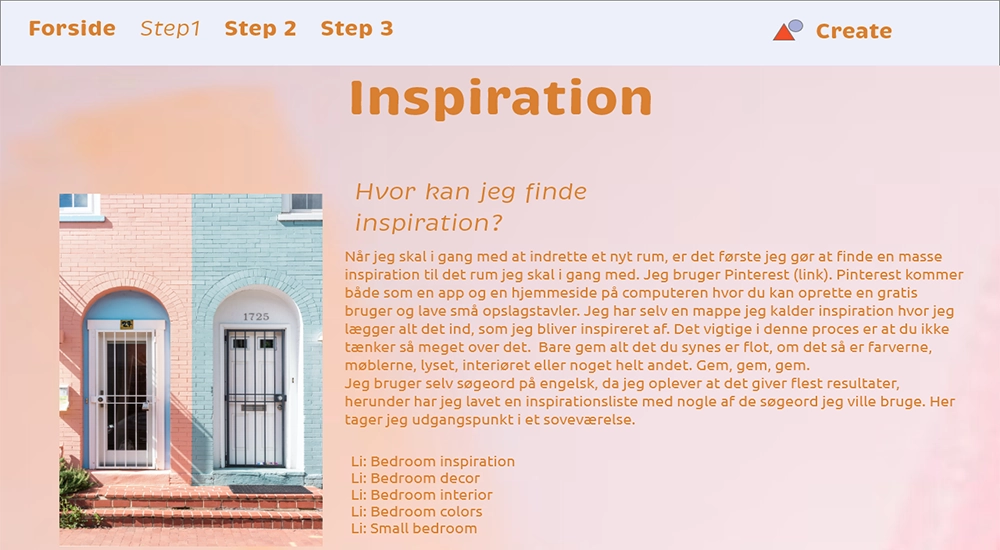 Forside Step1 Step 2 Step 3 Create
Inspiration
Hvor kan jeg finde
inspiration?
Når jeg skal i gang med at indrette et nyt rum, er det første jeg gør at finde en masse
inspiration til det rum jeg skal i gang med. Jeg bruger Pinterest (link). Pinterest kommer
både som en app og en hjemmeside på computeren hvor du kan oprette en gratis
bruger og lave små opslagstavler. Jeg har selv en mappe jeg kalder inspiration hvor jeg
lægger alt det ind, som jeg bliver inspireret af. Det vigtige i denne proces er at du ikke
tænker så meget over det. Bare gem alt det du synes er flot, om det så er farverne,
møblerne, lyset, interiøret eller noget helt andet. Gem, gem, gem.
Jeg bruger selv søgeord på engelsk, da jeg oplever at det giver flest resultater,
herunder har jeg lavet en inspirationsliste med nogle af de søgeord jeg ville bruge. Her
tager jeg udgangspunkt i et soveværelse.
Li: Bedroom inspiration
Li: Bedroom decor
Li: Bedroom interior
Li: Bedroom colors
Li: Small bedroom
1725